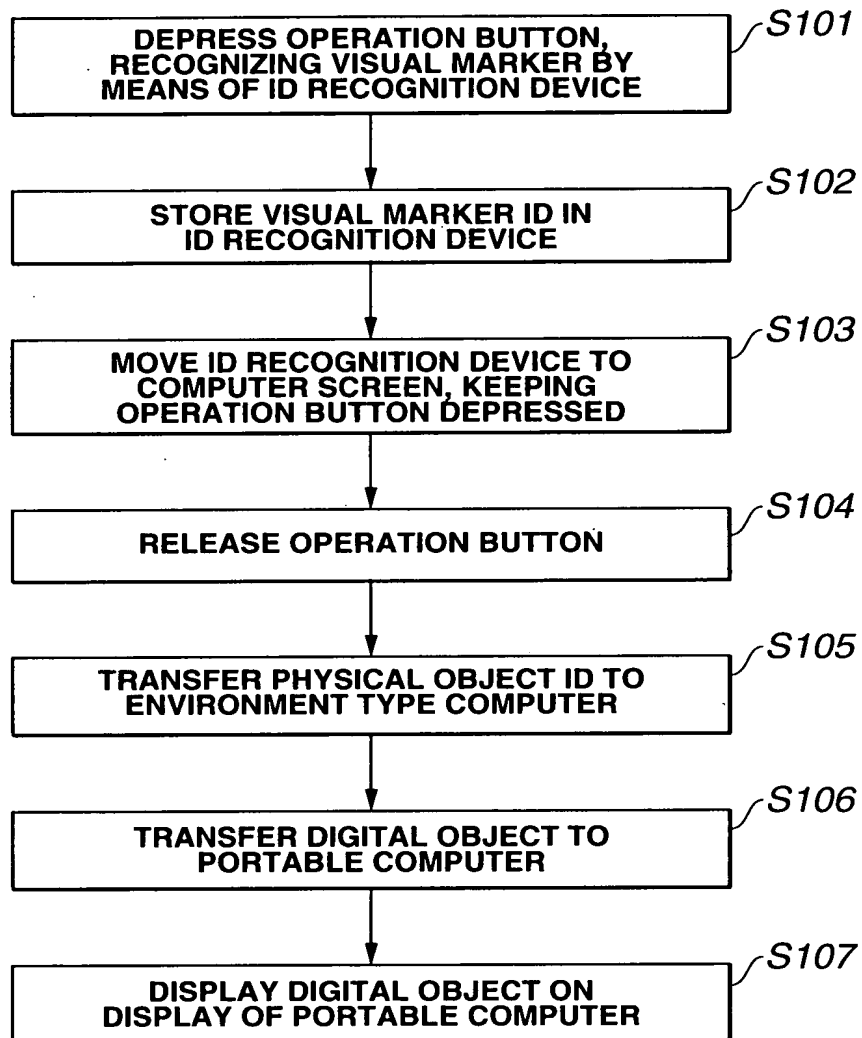 S101
DEPRESS OPERATION BUTTON,
RECOGNIZING VISUAL MARKER BY
MEANS OF ID RECOGNITION DEVICE
S102
STORE VISUAL MARKER ID IN
ID RECOGNITION DEVICE
S103
MOVE ID RECOGNITION DEVICE TO
COMPUTER SCREEN, KEEPING
OPERATION BUTTON DEPRESSED
S104
RELEASE OPERATION BUTTON
S105
TRANSFER PHYSICAL OBJECT ID TO
ENVIRONMENT TYPE COMPUTER
S106
TRANSFER DIGITAL OBJECT TO
PORTABLE COMPUTER
S107
DISPLAY DIGITAL OBJECT ON
DISPLAY OF PORTABLE COMPUTER